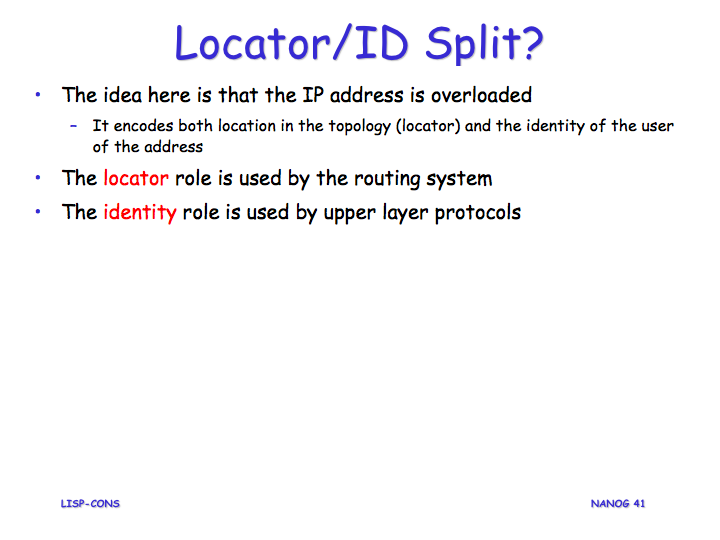 Locator/ID Split?
• The idea here is that the IP address is overloaded
– It encodes both location in the topology (locator) and the identity of the user
of the address
• The locator role is used by the routing system
• The identity role is used by upper layer protocols
LISP-CONS
NANOG 41